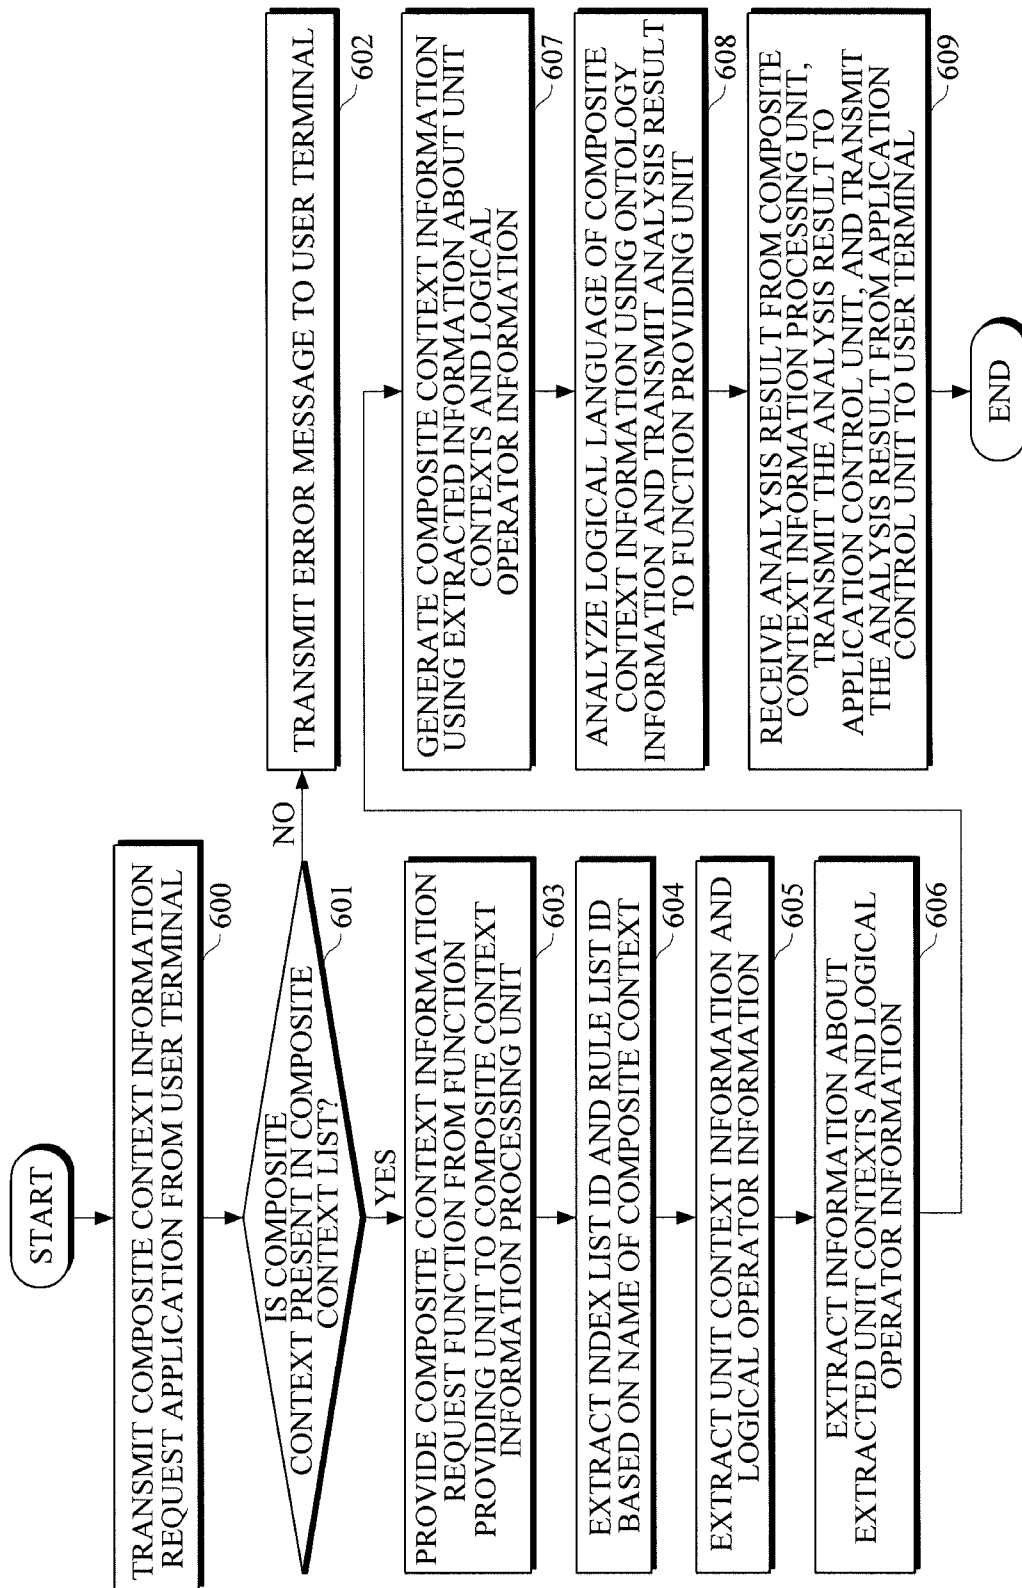 START
TRANSMIT COMPOSITE CONTEXT INFORMATION
REQUEST APPLICATION FROM USER TERMINAL
600
IS COMPOSITE
CONTEXT PRESENT IN COMPOSITE
CONTEXT LIST?
601
NO
TRANSMIT ERROR MESSAGE TO USER TERMINAL
602
YES
PROVIDE COMPOSITE CONTEXT INFORMATION
REQUEST FUNCTION FROM FUNCTION
PROVIDING UNIT TO COMPOSITE CONTEXT
INFORMATION PROCESSING UNIT
603
EXTRACT INDEX LIST ID AND RULE LIST ID
BASED ON NAME OF COMPOSITE CONTEXT
604
EXTRACT UNIT CONTEXT INFORMATION AND
LOGICAL OPERATOR INFORMATION
605
EXTRACT INFORMATION ABOUT
EXTRACTED UNIT CONTEXTS AND LOGICAL
OPERATOR INFORMATION
606
GENERATE COMPOSITE CONTEXT INFORMATION
USING EXTRACTED INFORMATION ABOUT UNIT
CONTEXTS AND LOGICAL
OPERATOR INFORMATION
607
ANALYZE LOGICAL LANGUAGE OF COMPOSITE
CONTEXT INFORMATION USING ONTOLOGY
INFORMATION AND TRANSMIT ANALYSIS RESULT
TO FUNCTION PROVIDING UNIT
608
RECEIVE ANALYSIS RESULT FROM COMPOSITE
CONTEXT INFORMATION PROCESSING UNIT,
TRANSMIT THE ANALYSIS RESULT TO
APPLICATION CONTROL UNIT, AND TRANSMIT
THE ANALYSIS RESULT FROM APPLICATION
CONTROL UNIT TO USER TERMINAL
609
END